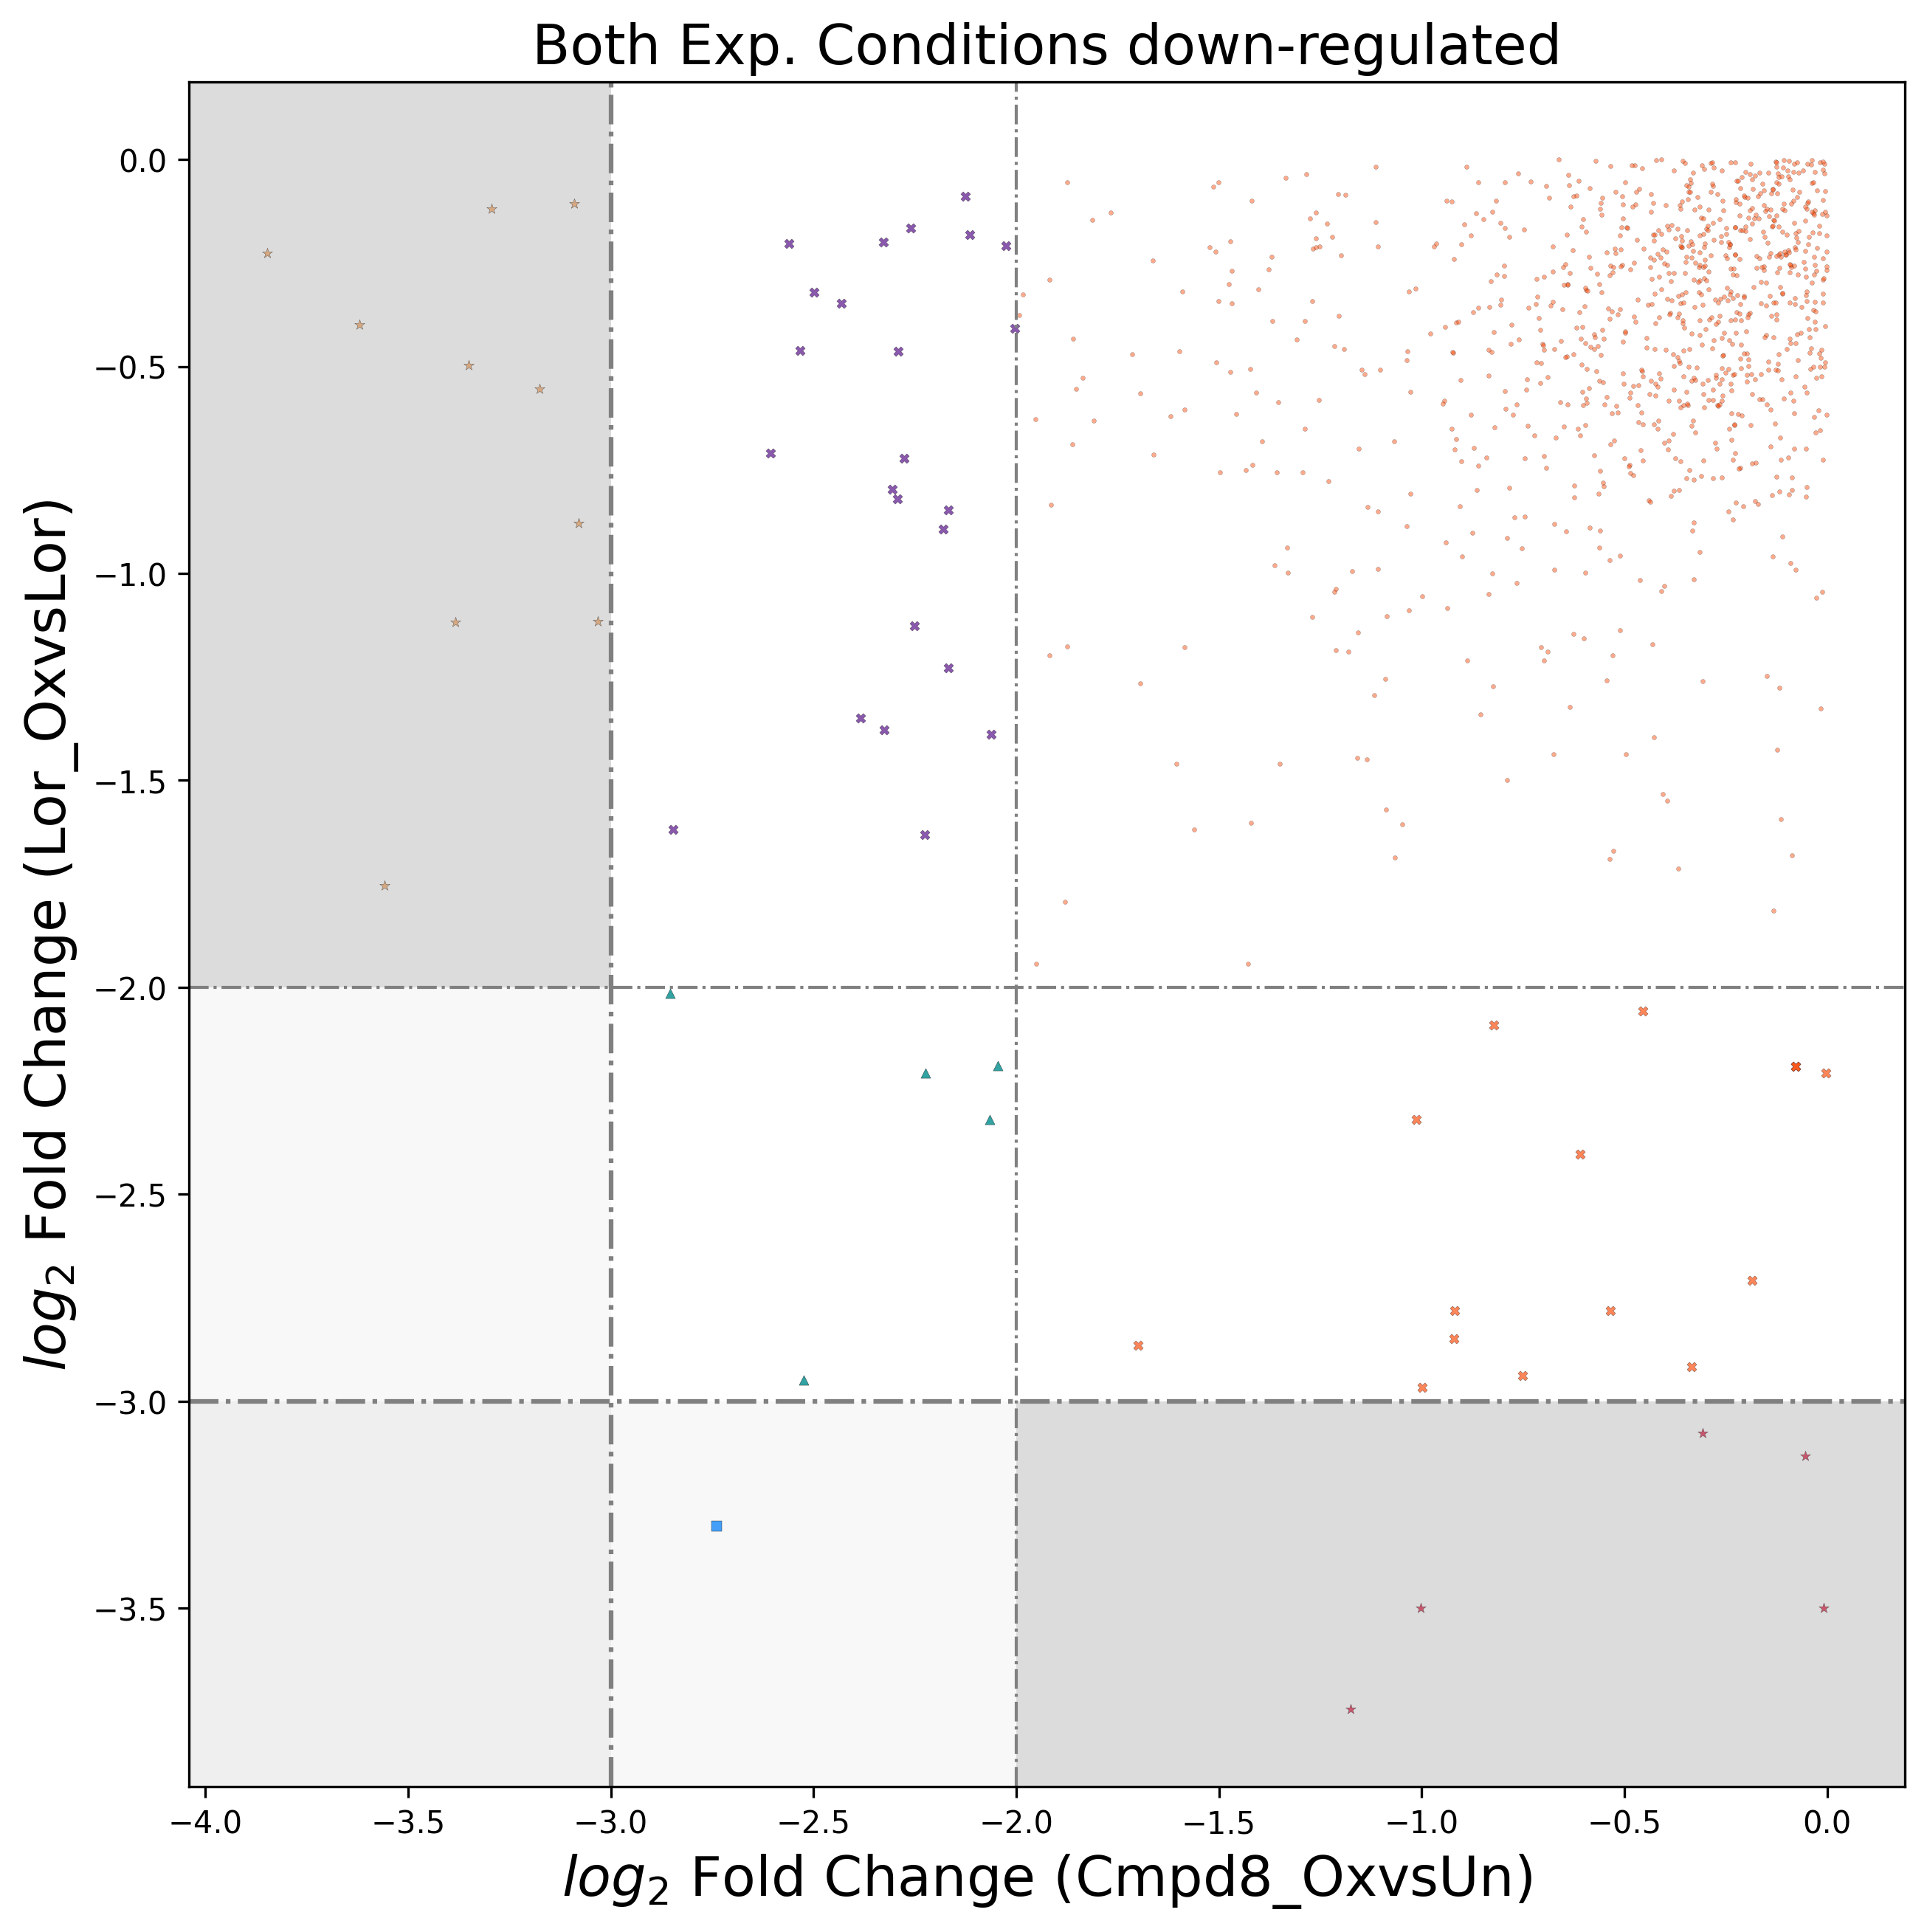 Both Exp. Conditions down-regulated
log₂ Fold Change (Lor_OxvsLor)
0.0
−0.5
−1.0
−1.5
−2.0
−2.5
−3.0
−3.5
−4.0 −3.5 −3.0 −2.5 −2.0 −1.5 −1.0 −0.5 0.0
log₂ Fold Change (Cmpd8_OxvsUn)